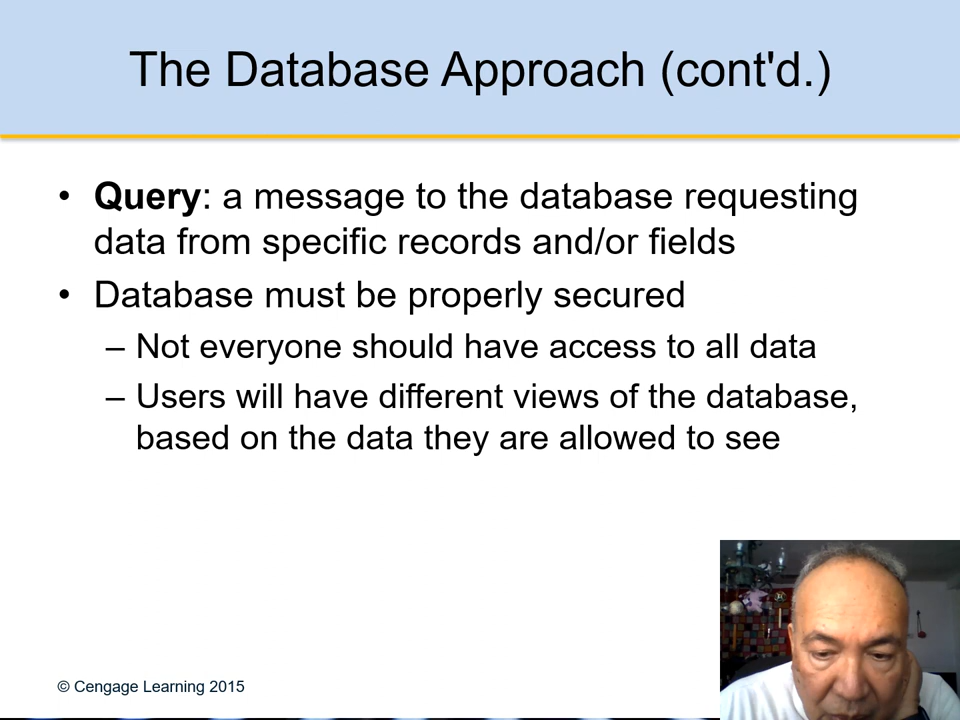 The Database Approach (cont'd.)
• Query: a message to the database requesting
data from specific records and/or fields
• Database must be properly secured
– Not everyone should have access to all data
– Users will have different views of the database,
based on the data they are allowed to see
© Cengage Learning 2015